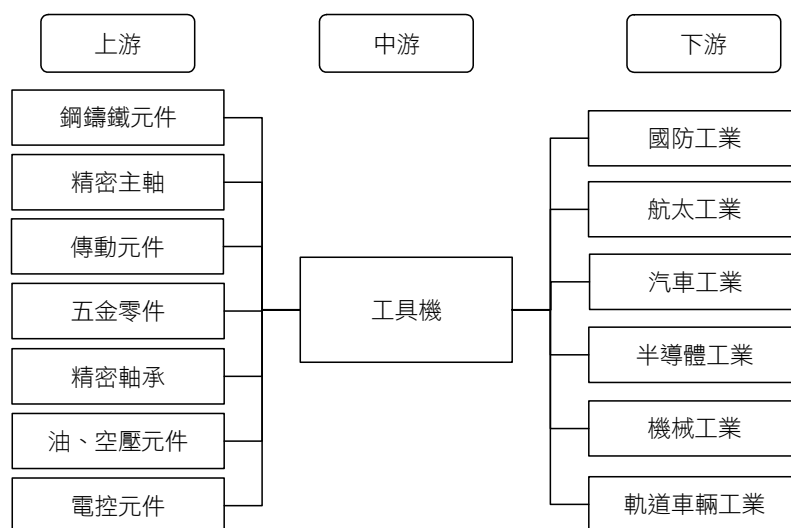 上游
中游
下游
鋼鑄鐵元件
精密主軸
傳動元件
五金零件
精密軸承
油、空壓元件
電控元件
工具機
國防工業
航太工業
汽車工業
半導體工業
機械工業
軌道車輛工業